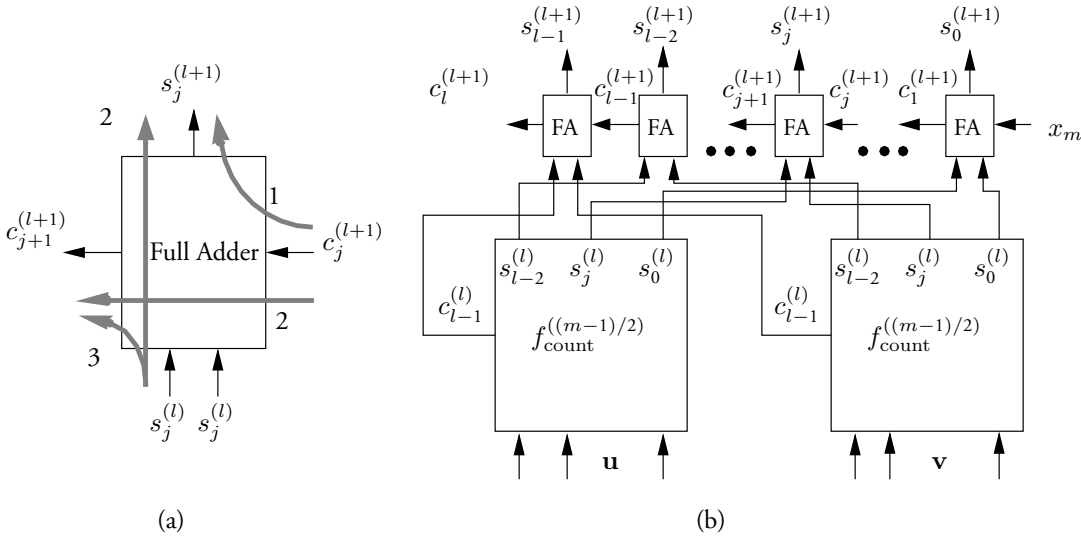 s_j^{(l+1)}
2
1
c_{j+1}^{(l+1)}
Full Adder
c_j^{(l+1)}
2
3
s_j^{(l)} s_j^{(l)}
(a)
s_{l-1}^{(l+1)} s_{l-2}^{(l+1)} s_j^{(l+1)} s_0^{(l+1)}
c_l^{(l+1)} c_{l-1}^{(l+1)} c_{j+1}^{(l+1)} c_j^{(l+1)} c_1^{(l+1)}
FA FA FA FA x_m
s_{l-2}^{(l)} s_j^{(l)} s_0^{(l)} s_{l-2}^{(l)} s_j^{(l)} s_0^{(l)}
c_{l-1}^{(l)} c_{l-1}^{(l)}
f_{count}^{((m-1)/2)} f_{count}^{((m-1)/2)}
u v
(b)